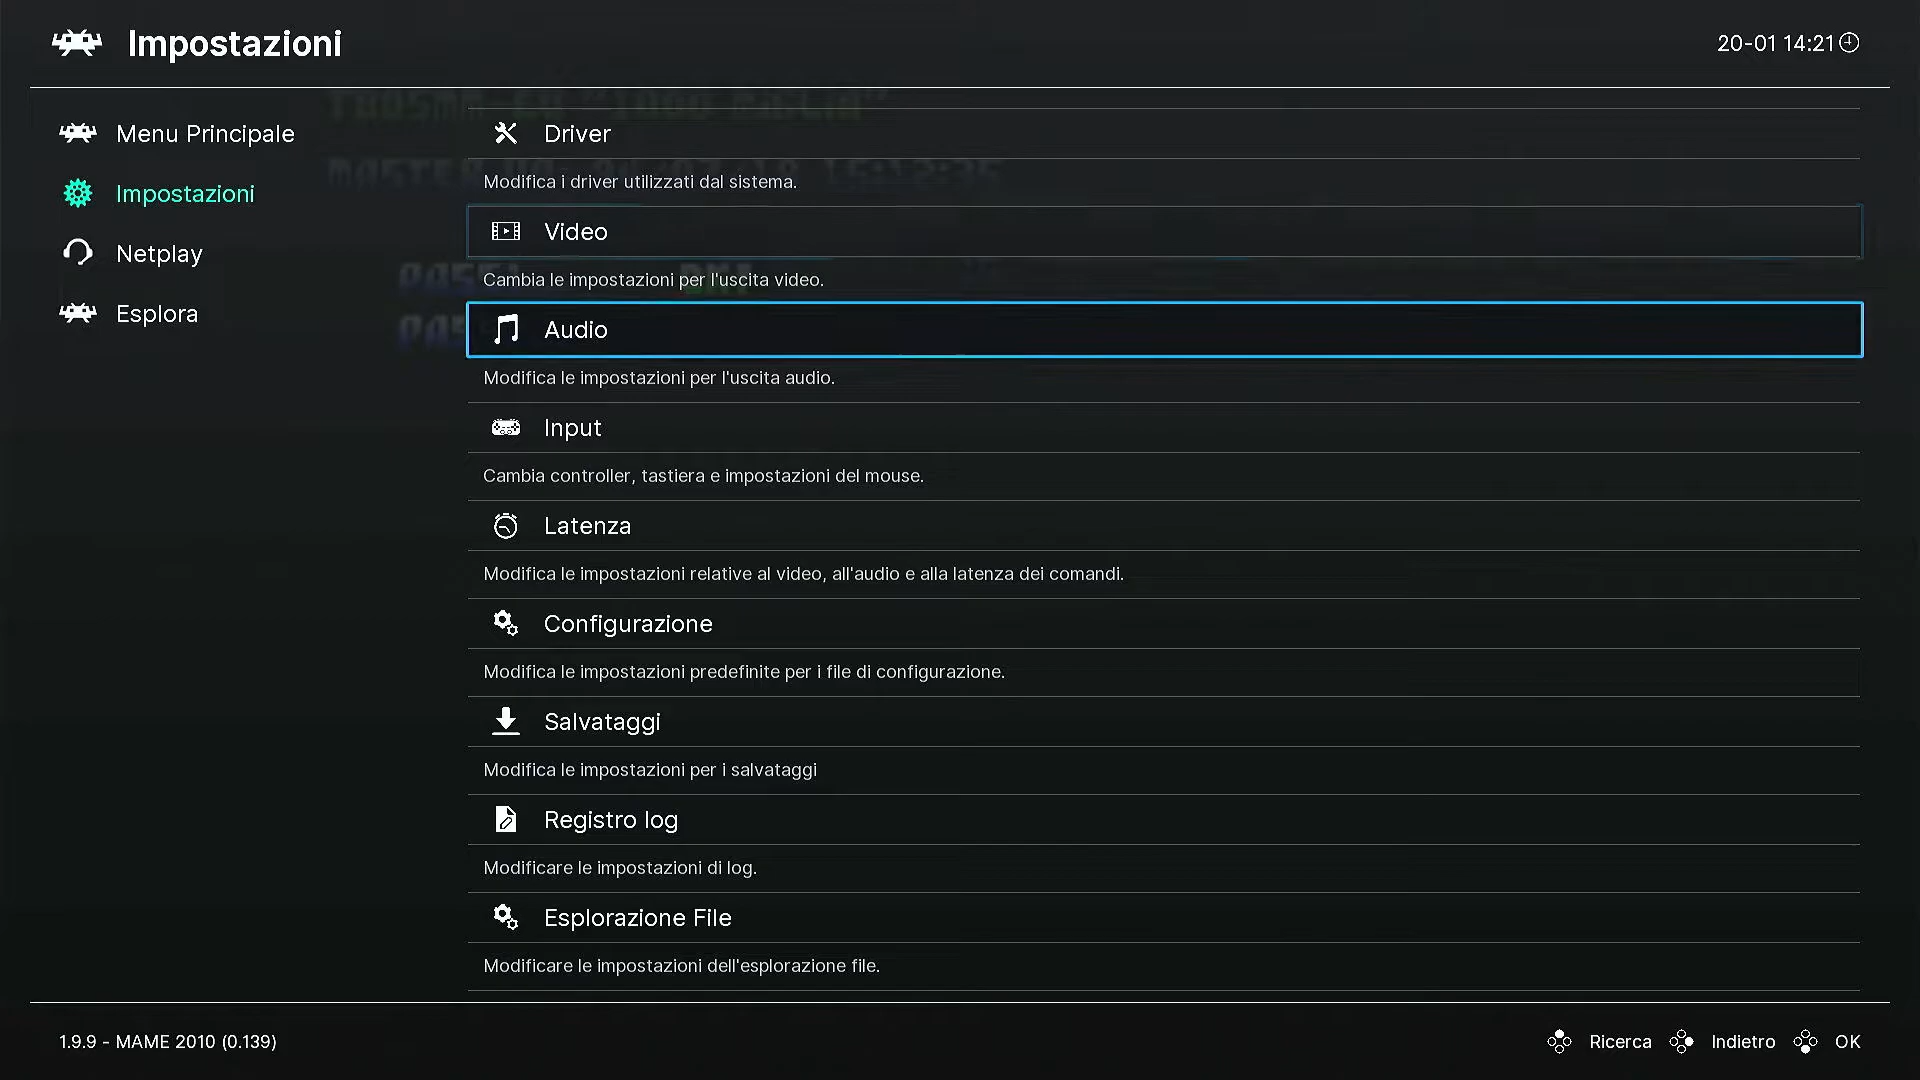 Impostazioni
20-01 14:21
Menu Principale
Impostazioni
Netplay
Esplora
Driver
Modifica i driver utilizzati dal sistema.
Video
Cambia le impostazioni per l'uscita video.
Audio
Modifica le impostazioni per l'uscita audio.
Input
Cambia controller, tastiera e impostazioni del mouse.
Latenza
Modifica le impostazioni relative al video, all'audio e alla latenza dei comandi.
Configurazione
Modifica le impostazioni predefinite per i file di configurazione.
Salvataggi
Modifica le impostazioni per i salvataggi
Registro log
Modificare le impostazioni di log.
Esplorazione File
Modificare le impostazioni dell'esplorazione file.
1.9.9 - MAME 2010 (0.139)
Ricerca Indietro OK